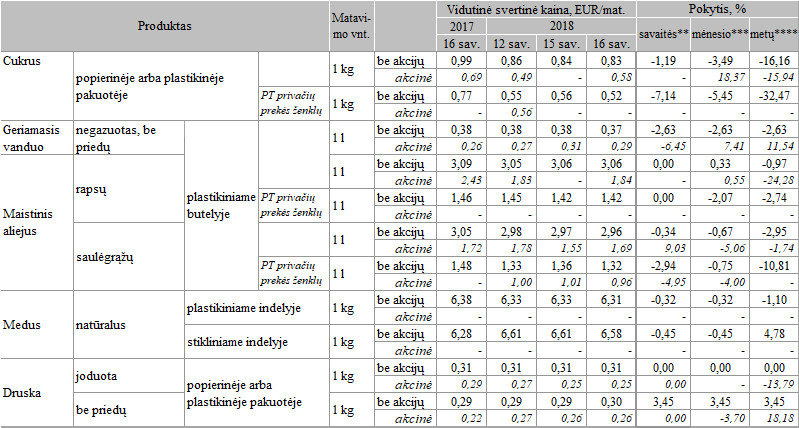 Produktas Matavi- Vidutinė svertinė kaina, EUR/mat. Pokytis, %
mo vnt. 2017 2018 savaitės** mėnesio*** metų****
16 sav. 12 sav. 15 sav. 16 sav.
Cukrus popierinėje arba plastikinėje pakuotėje 1 kg be akcijų 0,99 0,86 0,84 0,83 -1,19 -3,49 -16,16
akcinė 0,69 0,49 - 0,58 - 18,37 -15,94
PT privačių prekės ženklų 1 kg be akcijų 0,77 0,55 0,56 0,52 -7,14 -5,45 -32,47
akcinė - 0,56 - - - - -
Geriamasis vanduo negazuotas, be priedų plastikiniame butelyje 1 l be akcijų 0,38 0,38 0,38 0,37 -2,63 -2,63 -2,63
akcinė 0,26 0,27 0,31 0,29 -6,45 7,41 11,54
Maistinis aliejus rapsų 1 l be akcijų 3,09 3,05 3,06 3,06 0,00 0,33 -0,97
akcinė 2,43 1,83 - 1,84 - 0,55 -24,28
PT privačių prekės ženklų 1 l be akcijų 1,46 1,45 1,42 1,42 0,00 -2,07 -2,74
akcinė - - - - - - -
saulėgrąžų 1 l be akcijų 3,05 2,98 2,97 2,96 -0,34 -0,67 -2,95
akcinė 1,72 1,78 1,55 1,69 9,03 -5,06 -1,74
PT privačių prekės ženklų 1 l be akcijų 1,48 1,33 1,36 1,32 -2,94 -0,75 -10,81
akcinė - 1,00 1,01 0,96 -4,95 -4,00 -
Medus natūralus plastikiniame indelyje 1 kg be akcijų 6,38 6,33 6,33 6,31 -0,32 -0,32 -1,10
akcinė - - - - - - -
stikliniame indelyje 1 kg be akcijų 6,28 6,61 6,61 6,58 -0,45 -0,45 4,78
akcinė - - - - - - -
Druska joduota popierinėje arba plastikinėje pakuotėje 1 kg be akcijų 0,31 0,31 0,31 0,31 0,00 0,00 0,00
akcinė 0,29 0,27 0,25 0,25 0,00 - -13,79
be priedų 1 kg be akcijų 0,29 0,29 0,29 0,30 3,45 3,45 3,45
akcinė 0,22 0,27 0,26 0,26 0,00 -3,70 18,18